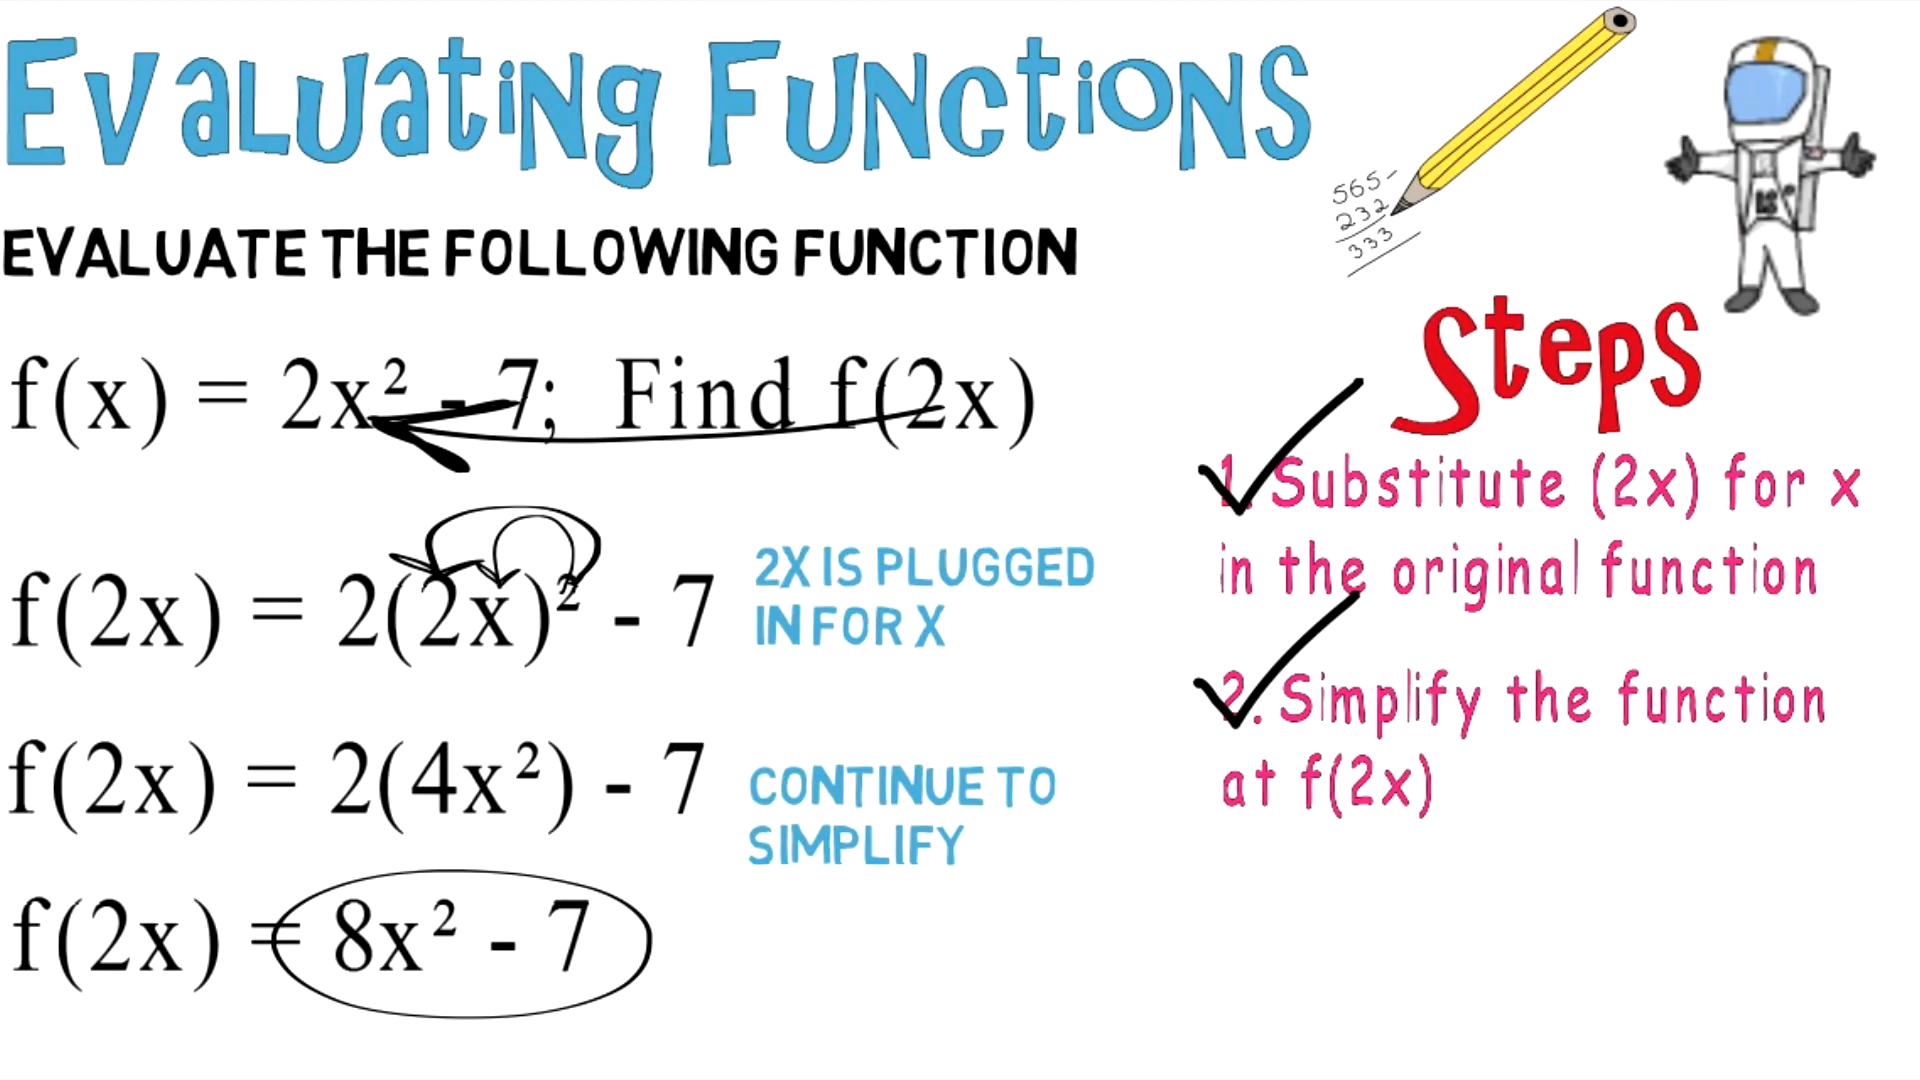 Evaluating Functions
565-
232
333
EVALUATE THE FOLLOWING FUNCTION
f(x) = 2x² - 7; Find f(2x)
f(2x) = 2(2x)² - 7
2X IS PLUGGED
IN FOR X
f(2x) = 2(4x²) - 7
CONTINUE TO
SIMPLIFY
f(2x) = 8x² - 7
Steps
1. Substitute (2x) for x
in the original function
2. Simplify the function
at f(2x)